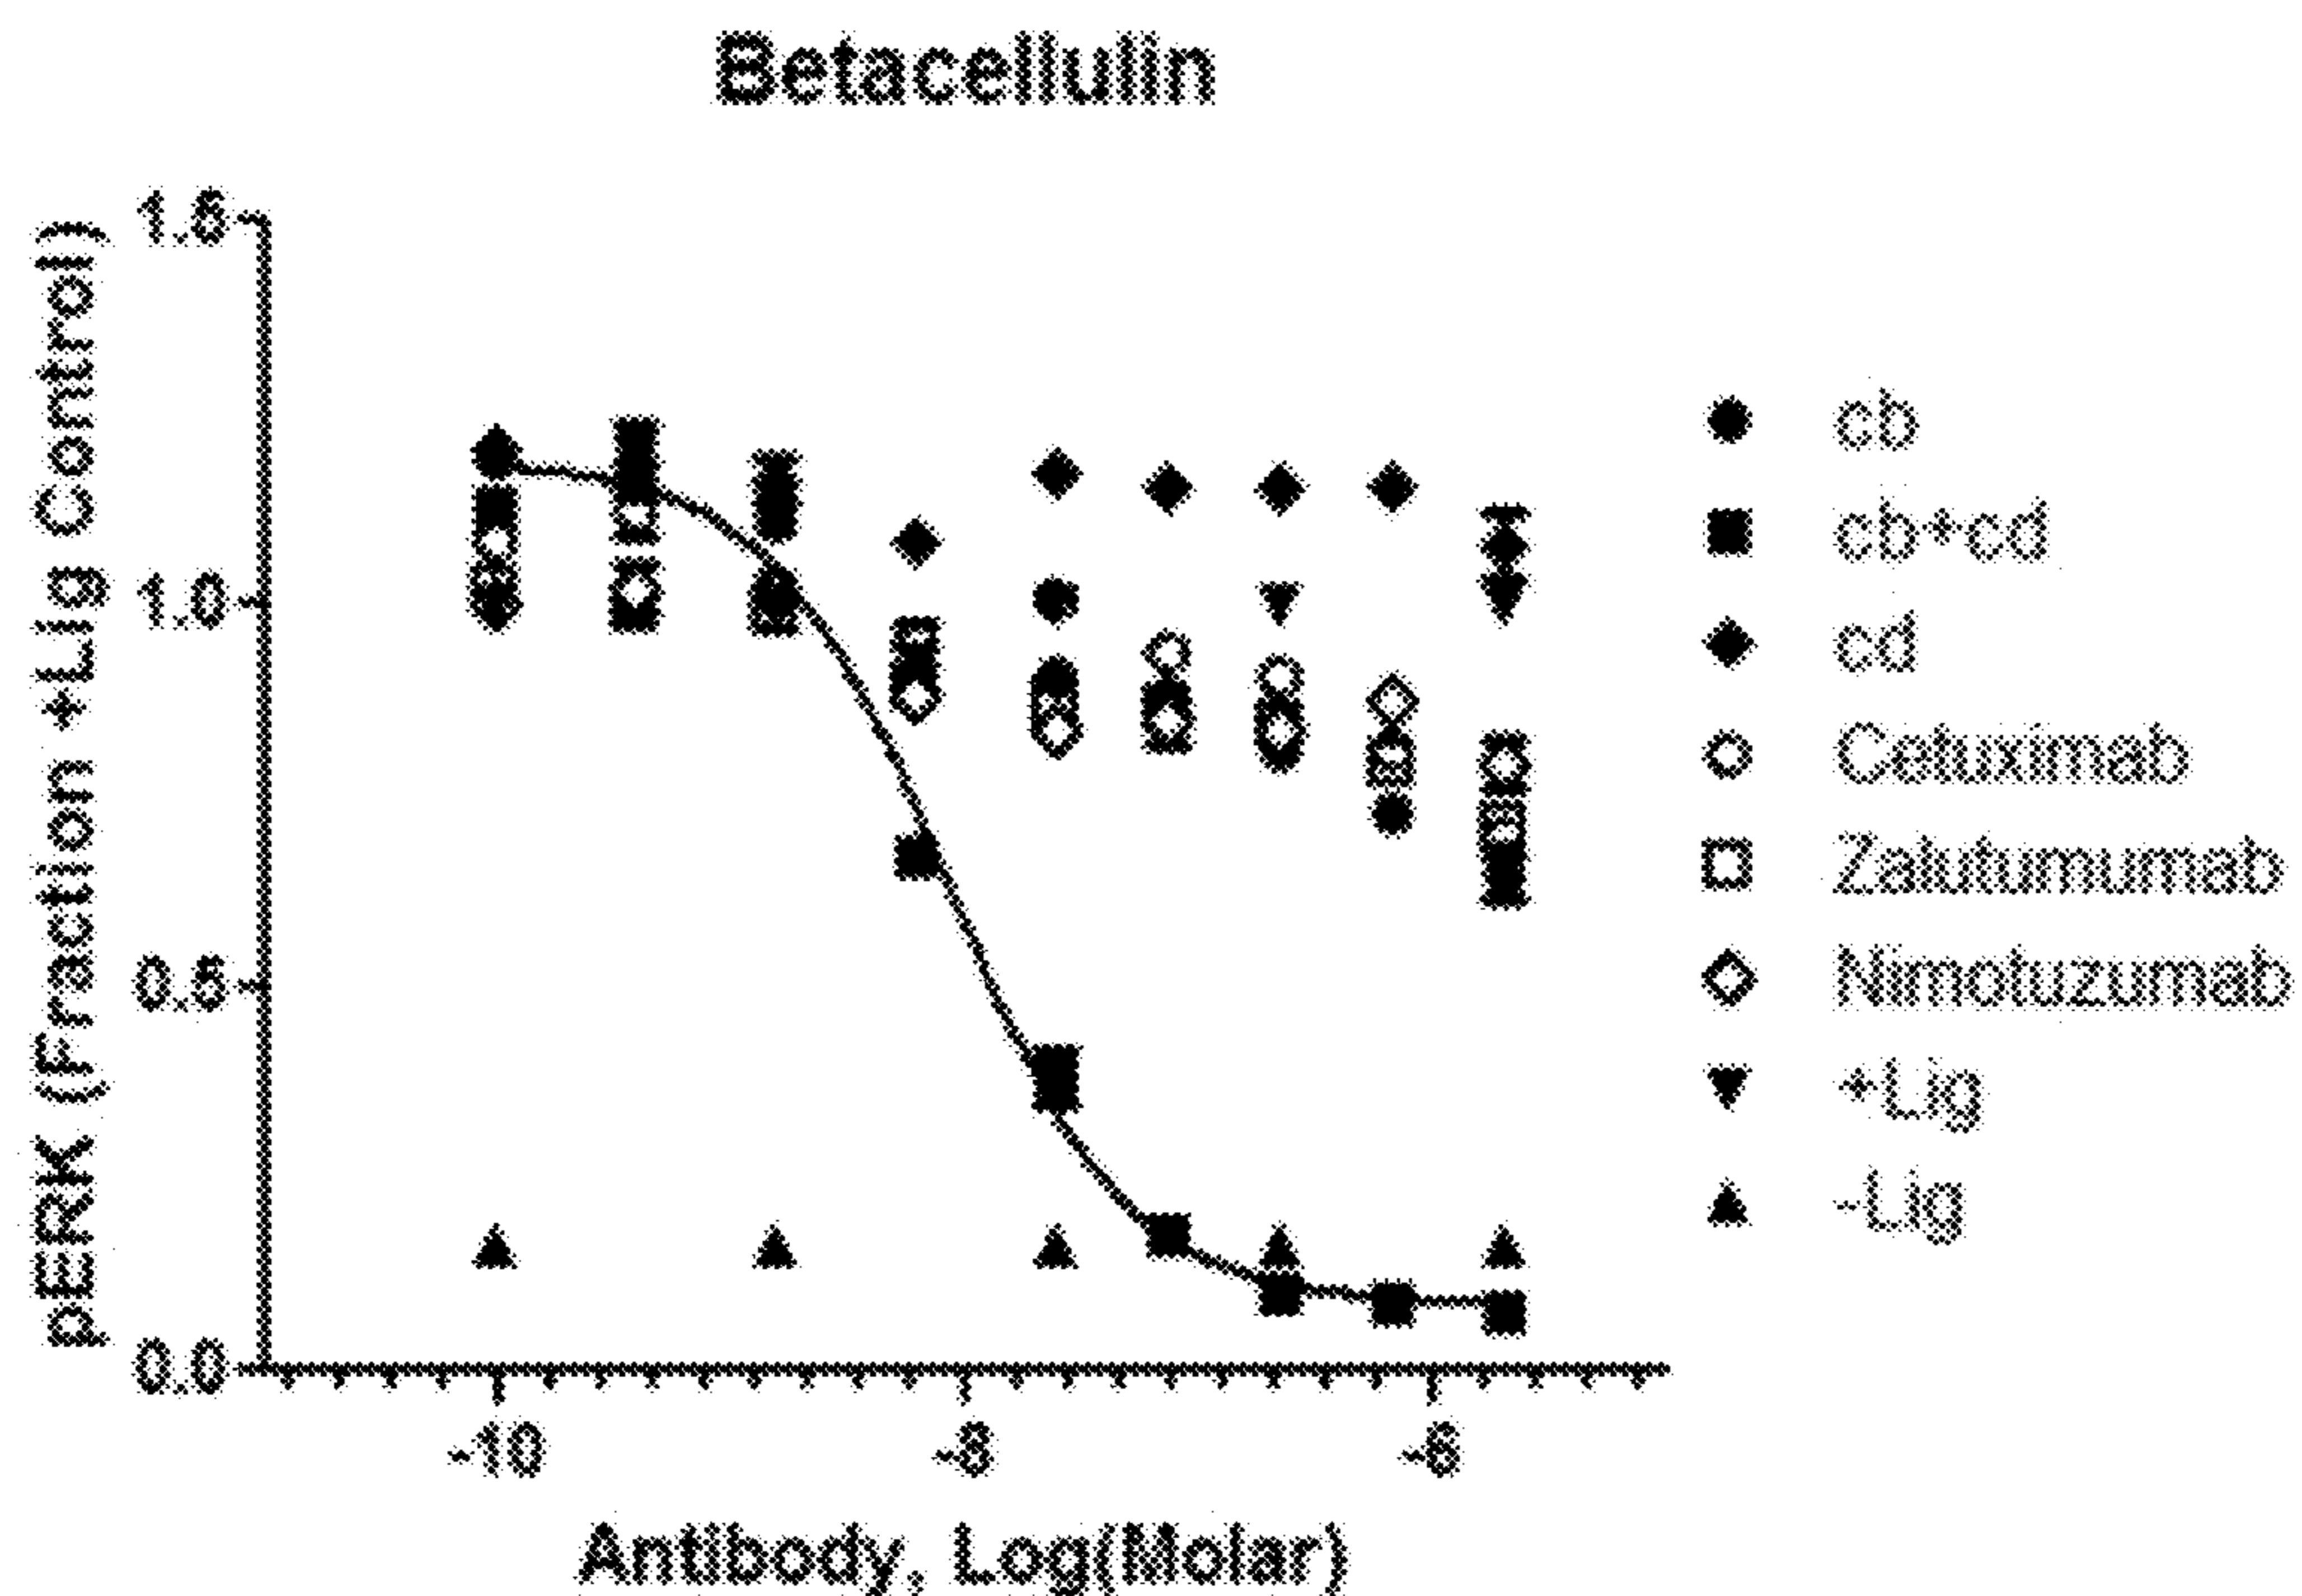 Betacellulin
pERK (Fraction +Lig Control)
1.5
1.0
0.5
0.0
-10
-8
-6
Antibody, Log(Molar)
cb
cb+cd
cd
Cetuximab
Zalutumumab
Nimotuzumab
+Lig
-Lig